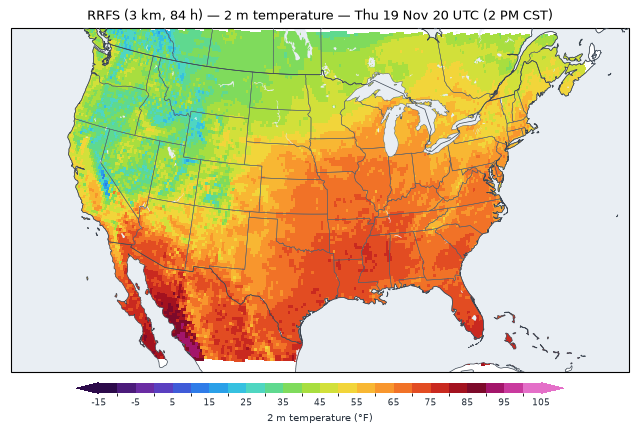 RRFS (3 km, 84 h) — 2 m temperature — Thu 19 Nov 20 UTC (2 PM CST)
-15 -5 5 15 25 35 45 55 65 75 85 95 105
2 m temperature (°F)